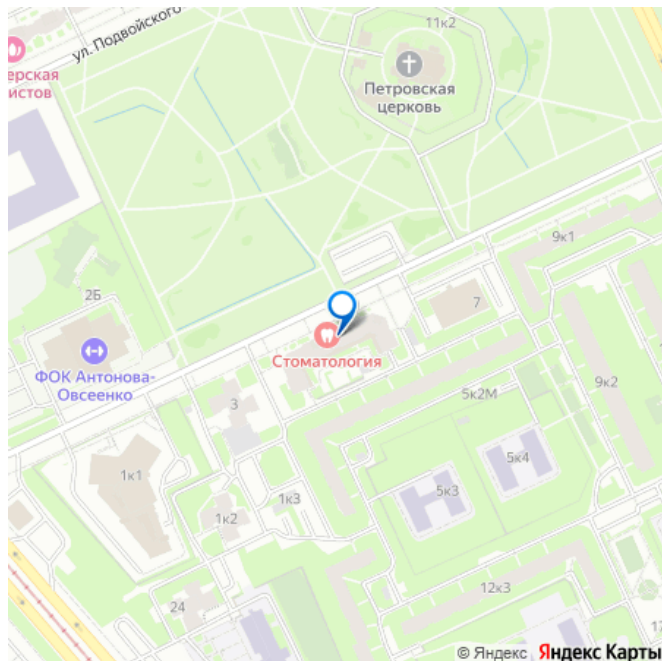 11к2
ул. Подвойского
ерская
истов
Петровская
церковь
9к1
2Б
7
ФОК Антонова-
Овсеенко
Стоматология
3
5к2М
9к2
1к1
5к4
5к3
1к3
1к2
12к3
24
17
© Яндекс Яндекс Карты